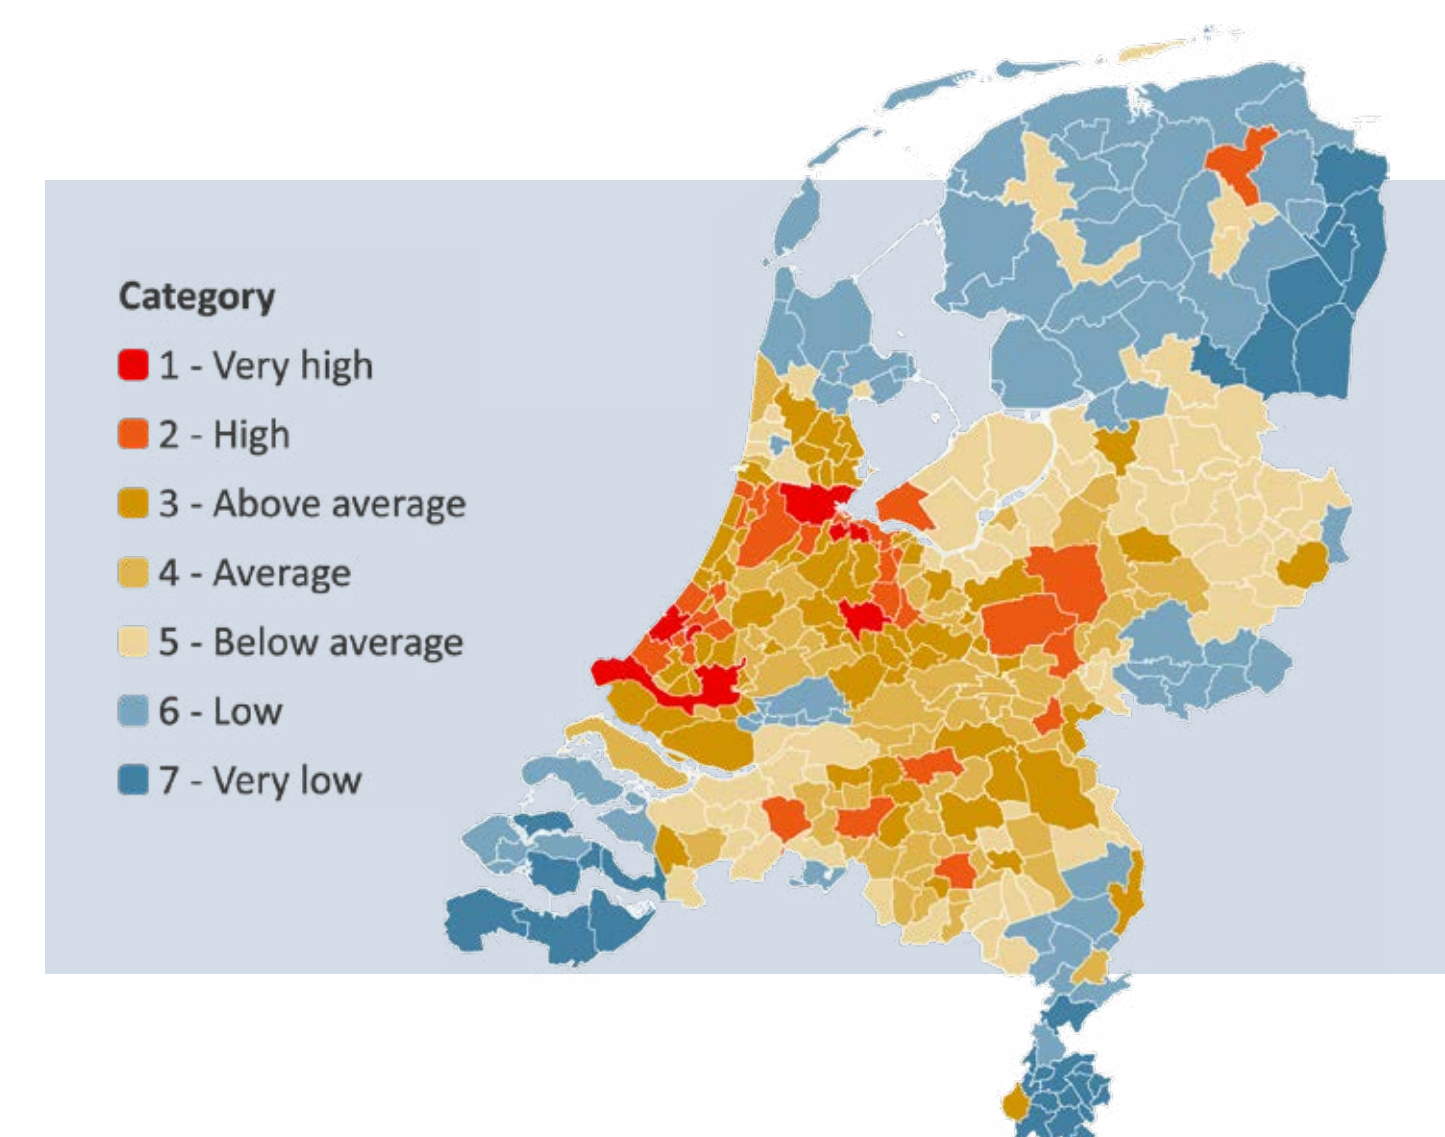 Category
1 - Very high
2 - High
3 - Above average
4 - Average
5 - Below average
6 - Low
7 - Very low